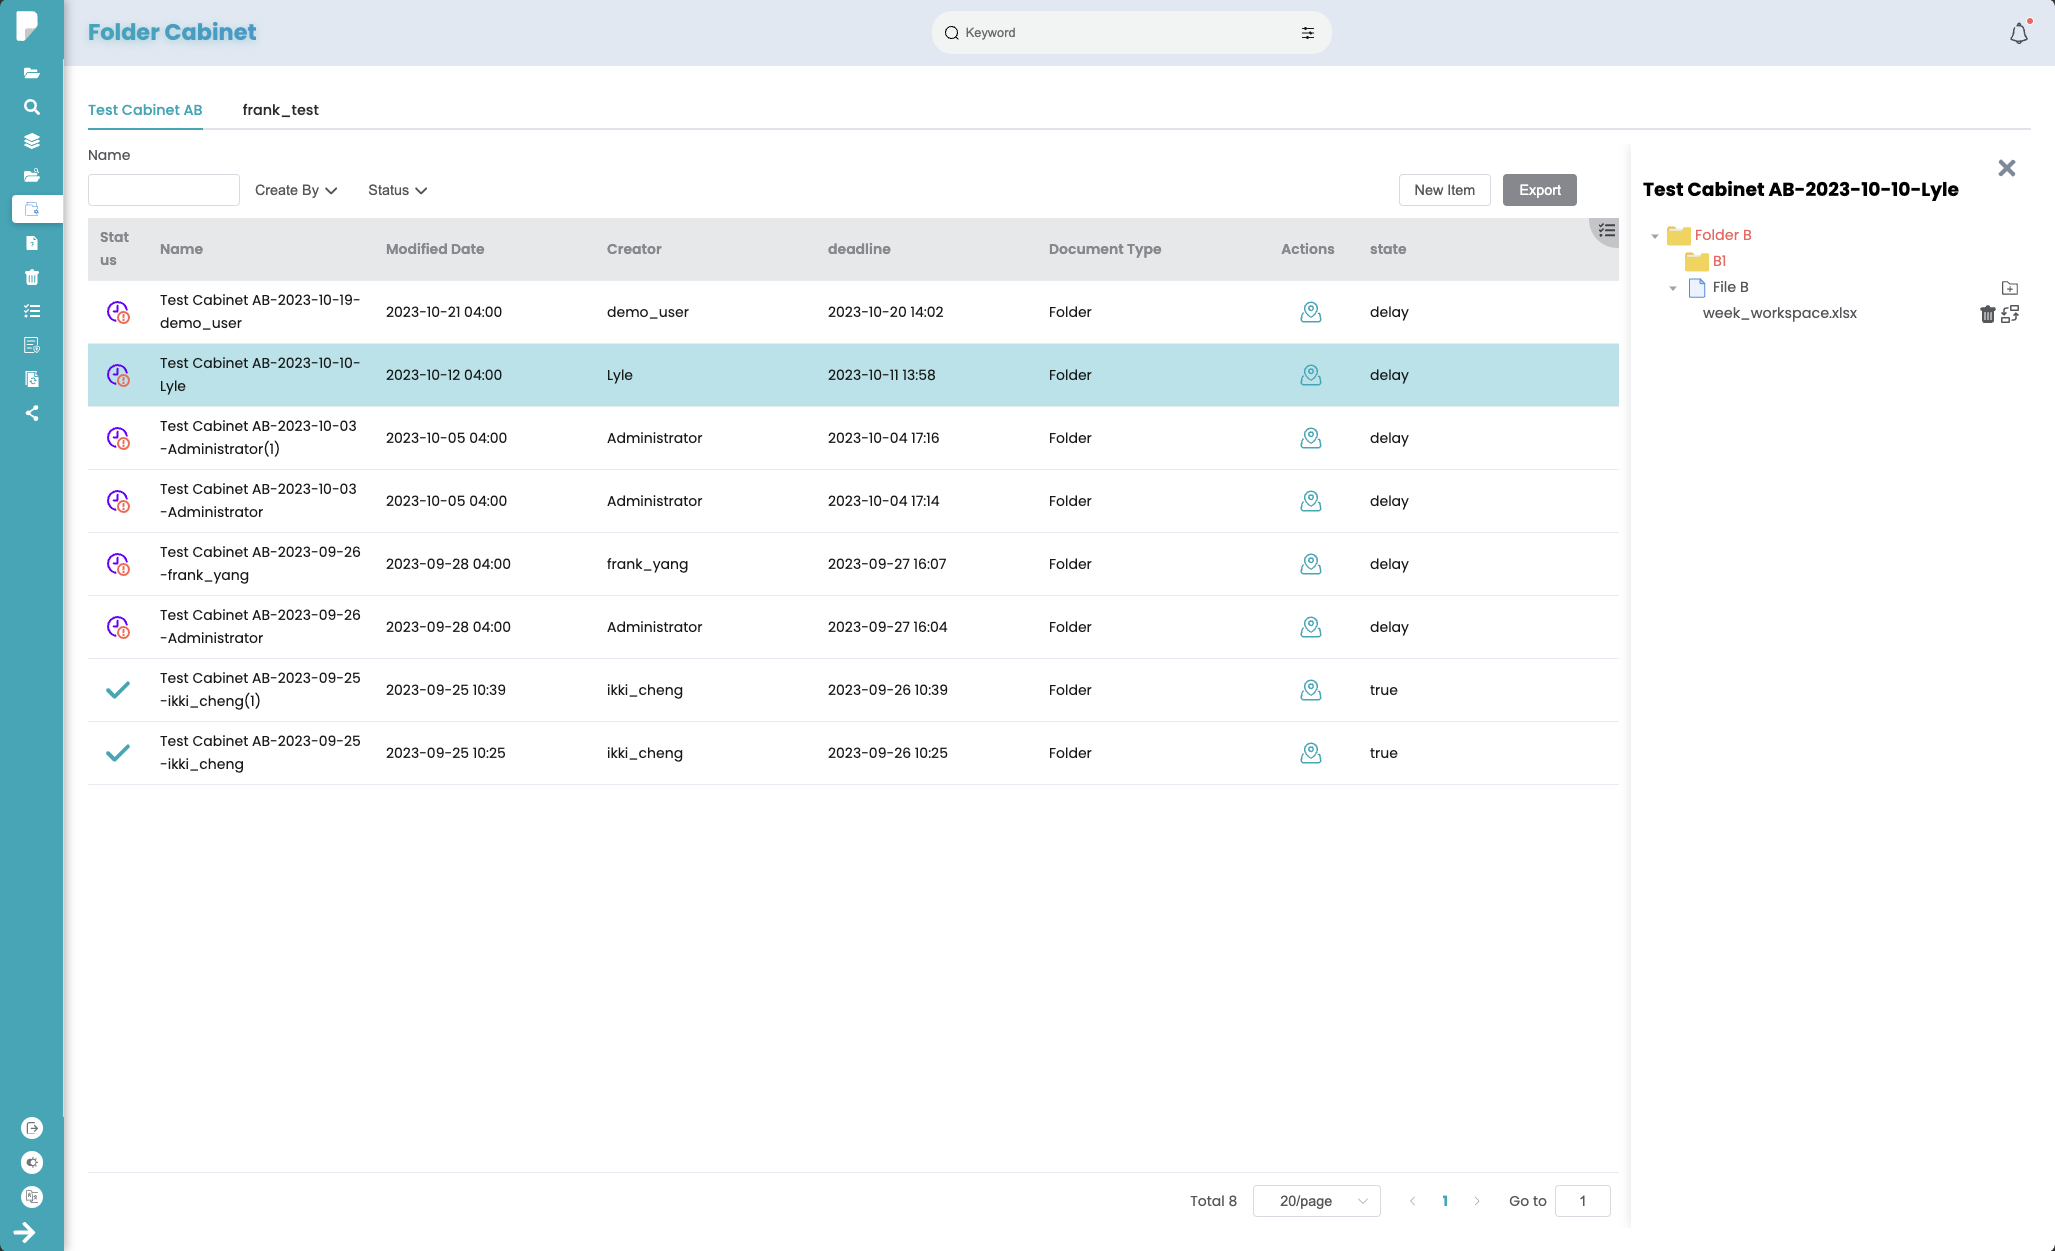 Folder Cabinet
Keyword
Test Cabinet AB
frank_test
Name
Create By
Status
New Item
Export
Stat
us
Name
Modified Date
Creator
deadline
Document Type
Actions
state
Test Cabinet AB-2023-10-19-
demo_user
2023-10-21 04:00
demo_user
2023-10-20 14:02
Folder
delay
Test Cabinet AB-2023-10-10-
Lyle
2023-10-12 04:00
Lyle
2023-10-11 13:58
Folder
delay
Test Cabinet AB-2023-10-03
-Administrator(1)
2023-10-05 04:00
Administrator
2023-10-04 17:16
Folder
delay
Test Cabinet AB-2023-10-03
-Administrator
2023-10-05 04:00
Administrator
2023-10-04 17:14
Folder
delay
Test Cabinet AB-2023-09-26
-frank_yang
2023-09-28 04:00
frank_yang
2023-09-27 16:07
Folder
delay
Test Cabinet AB-2023-09-26
-Administrator
2023-09-28 04:00
Administrator
2023-09-27 16:04
Folder
delay
Test Cabinet AB-2023-09-25
-ikki_cheng(1)
2023-09-25 10:39
ikki_cheng
2023-09-26 10:39
Folder
true
Test Cabinet AB-2023-09-25
-ikki_cheng
2023-09-25 10:25
ikki_cheng
2023-09-26 10:25
Folder
true
Total 8
20/page
1
Go to
1
Test Cabinet AB-2023-10-10-Lyle
Folder B
B1
File B
week_workspace.xlsx